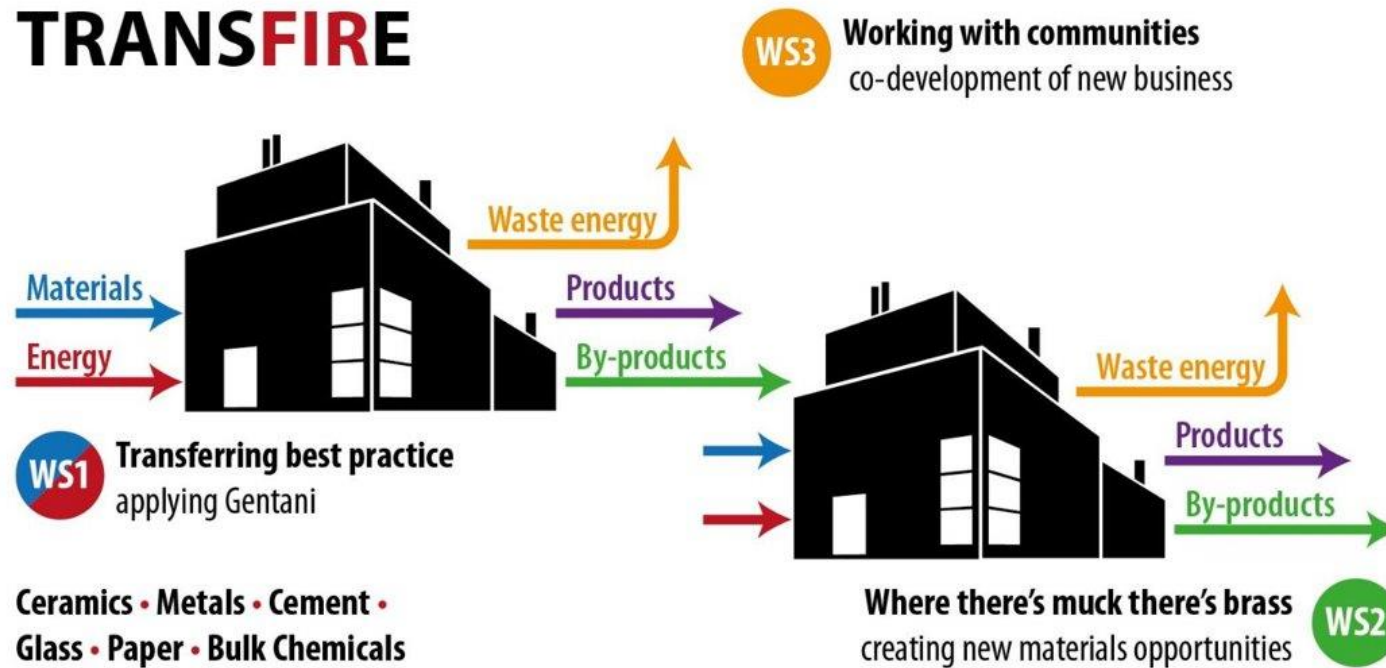 TRANSFIRE
WS3
Working with communities
co-development of new business
Waste energy
Materials
Products
Energy
By-products
Waste energy
WS1
Transferring best practice
applying Gentani
Products
By-products
Ceramics • Metals • Cement •
Glass • Paper • Bulk Chemicals
Where there's muck there's brass
creating new materials opportunities
WS2